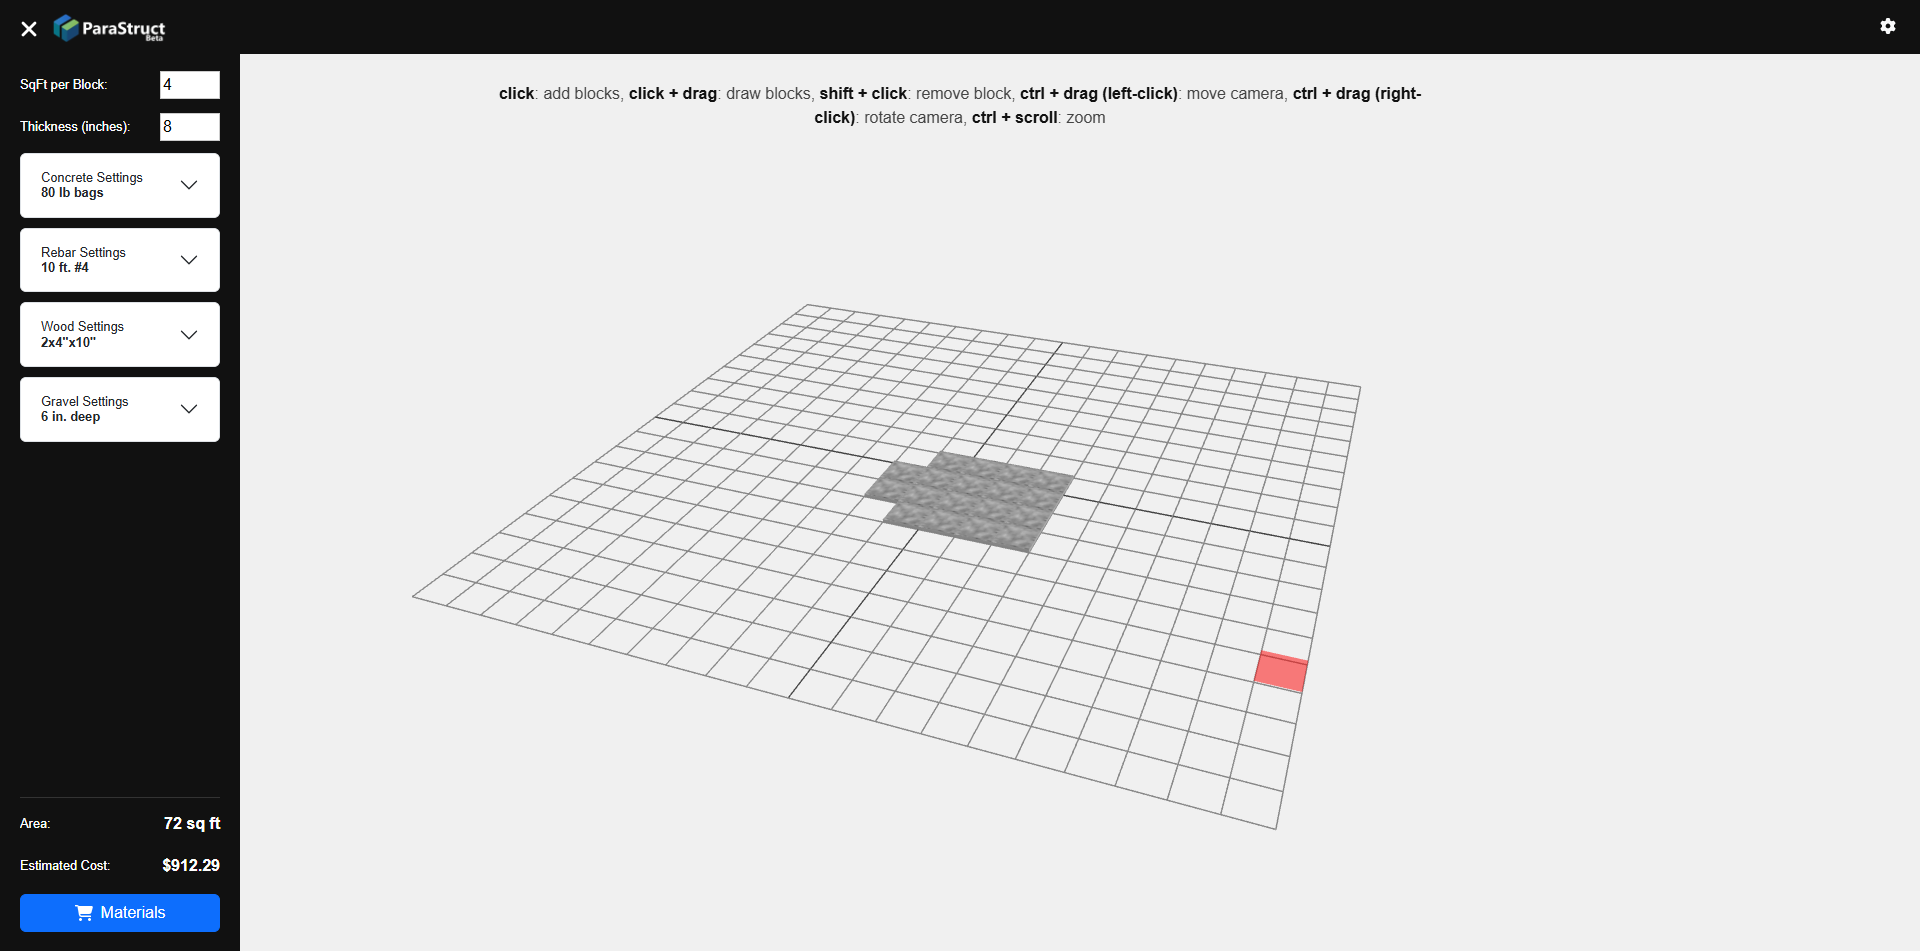 ParaStruct
Beta
click: add blocks, click + drag: draw blocks, shift + click: remove block, ctrl + drag (left-click): move camera, ctrl + drag (right-
click): rotate camera, ctrl + scroll: zoom
SqFt per Block: 4
Thickness (inches): 8
Concrete Settings
80 lb bags
Rebar Settings
10 ft. #4
Wood Settings
2x4"x10"
Gravel Settings
6 in. deep
Area: 72 sq ft
Estimated Cost: $912.29
Materials